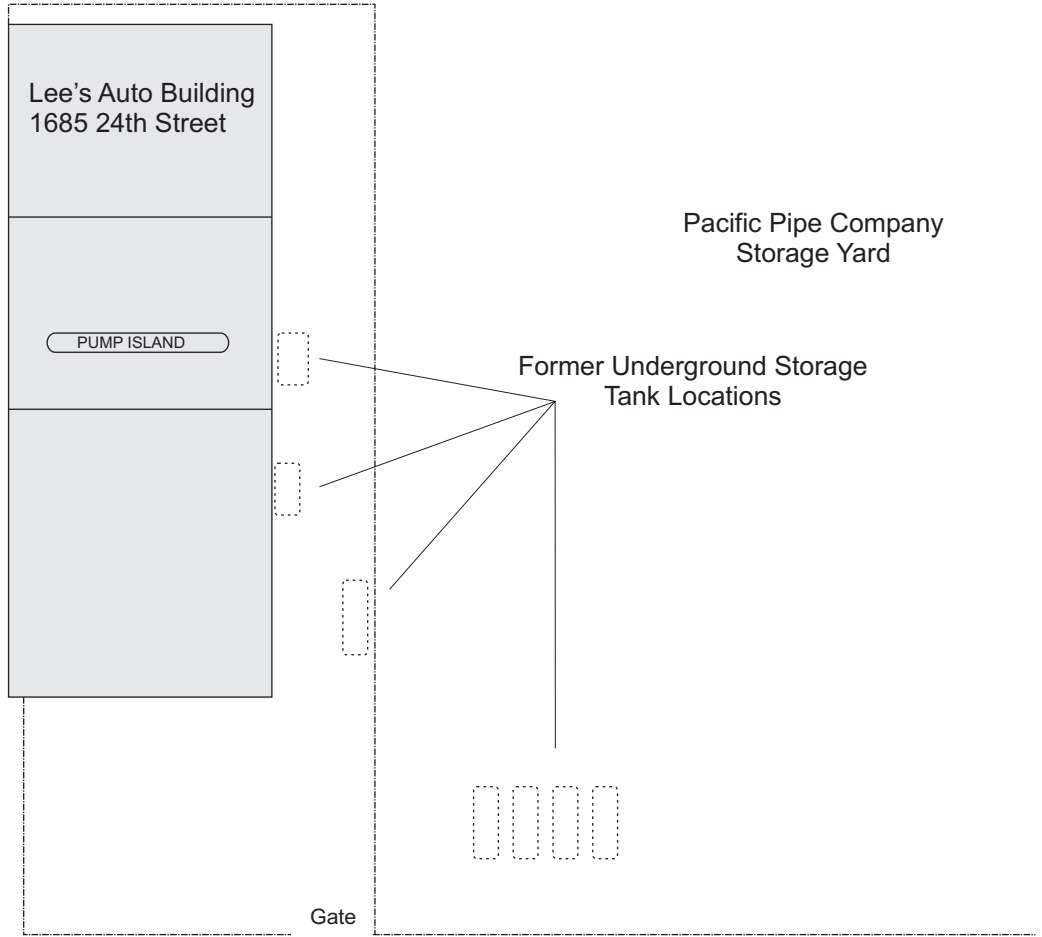 Lee's Auto Building
1685 24th Street
Pacific Pipe Company
Storage Yard
PUMP ISLAND
Former Underground Storage
Tank Locations
Gate